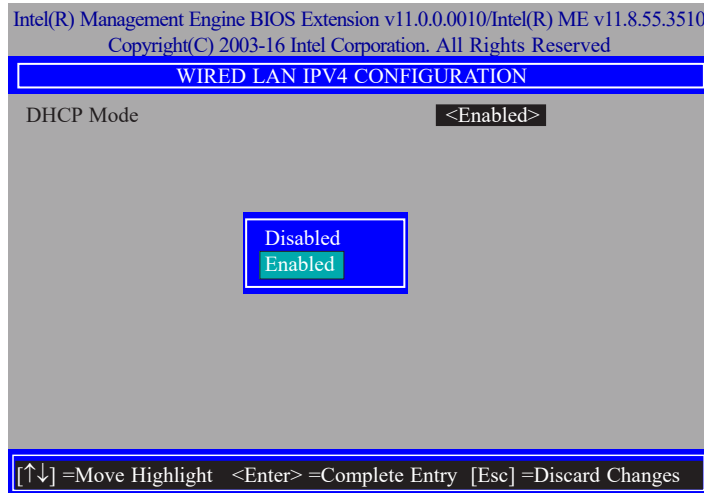 Intel(R) Management Engine BIOS Extension v11.0.0.0010/Intel(R) ME v11.8.55.3510
Copyright(C) 2003-16 Intel Corporation. All Rights Reserved
WIRED LAN IPV4 CONFIGURATION
DHCP Mode <Enabled>
Disabled
Enabled
[↑↓] =Move Highlight <Enter> =Complete Entry [Esc] =Discard Changes